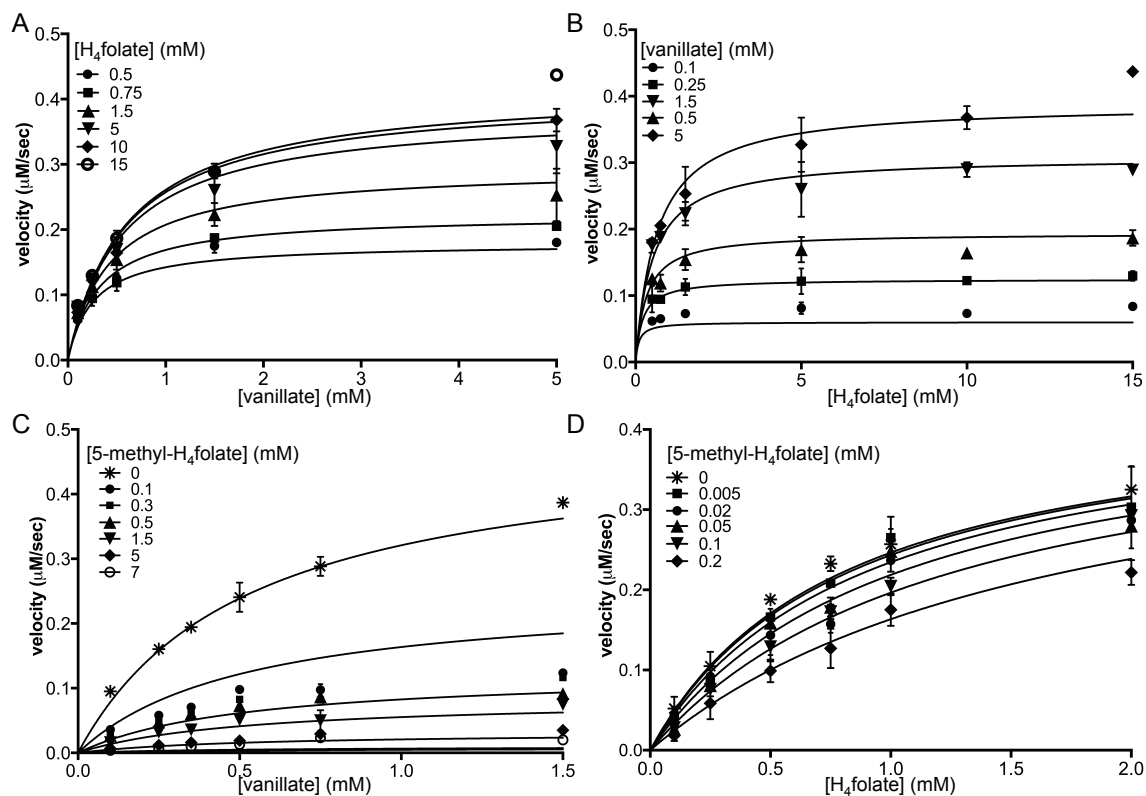 A
[H₄folate] (mM)
0.5
0.75
1.5
5
10
15
0.5
0.4
0.3
0.2
0.1
0.0
velocity (µM/sec)
0 1 2 3 4 5
[vanillate] (mM)
B
[vanillate] (mM)
0.1
0.25
1.5
0.5
5
0.5
0.4
0.3
0.2
0.1
0.0
velocity (µM/sec)
0 5 10 15
[H₄folate] (mM)
C
[5-methyl-H₄folate] (mM)
0
0.1
0.3
0.5
1.5
5
7
0.5
0.4
0.3
0.2
0.1
0.0
velocity (µM/sec)
0.0 0.5 1.0 1.5
[vanillate] (mM)
D
[5-methyl-H₄folate] (mM)
0
0.005
0.02
0.05
0.1
0.2
0.4
0.3
0.2
0.1
0.0
velocity (µM/sec)
0.0 0.5 1.0 1.5 2.0
[H₄folate] (mM)